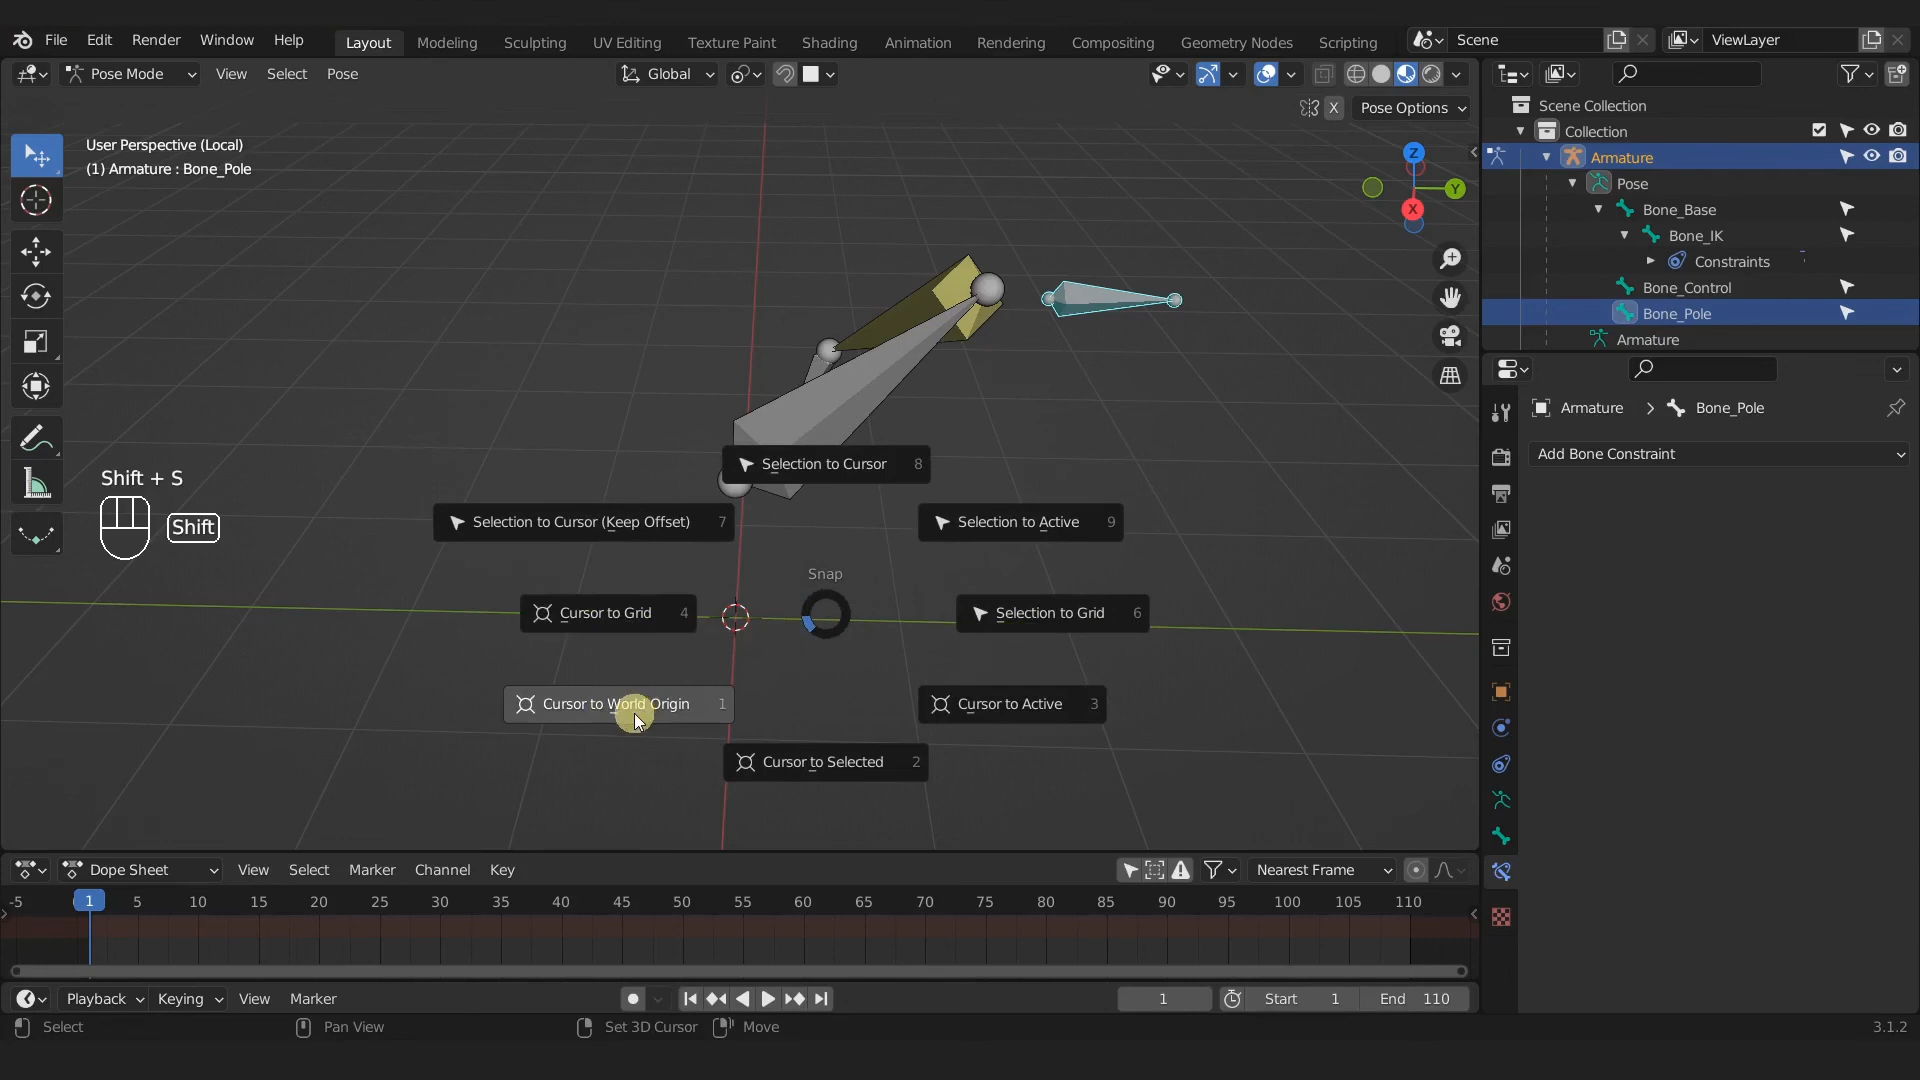 File Edit Render Window Help Layout Modeling Sculpting UV Editing Texture Paint Shading Animation Rendering Compositing Geometry Nodes Scripting Scene ViewLayer
Pose Mode View Select Pose Global
X Pose Options
User Perspective (Local)
(1) Armature : Bone_Pole
Z
Y
X
Scene Collection
Collection
Armature
Pose
Bone_Base
Bone_IK
Constraints
Bone_Control
Bone_Pole
Armature
Armature Bone_Pole
Add Bone Constraint
Selection to Cursor 8
Shift + S
Shift
Selection to Cursor (Keep Offset) 7
Selection to Active 9
Snap
Cursor to Grid 4
Selection to Grid 6
Cursor to World Origin 1
Cursor to Active 3
Cursor to Selected 2
Dope Sheet View Select Marker Channel Key Nearest Frame
-5 1 5 10 15 20 25 30 35 40 45 50 55 60 65 70 75 80 85 90 95 100 105 110
Playback Keying View Marker 1 Start 1 End 110
Select Pan View Set 3D Cursor Move 3.1.2